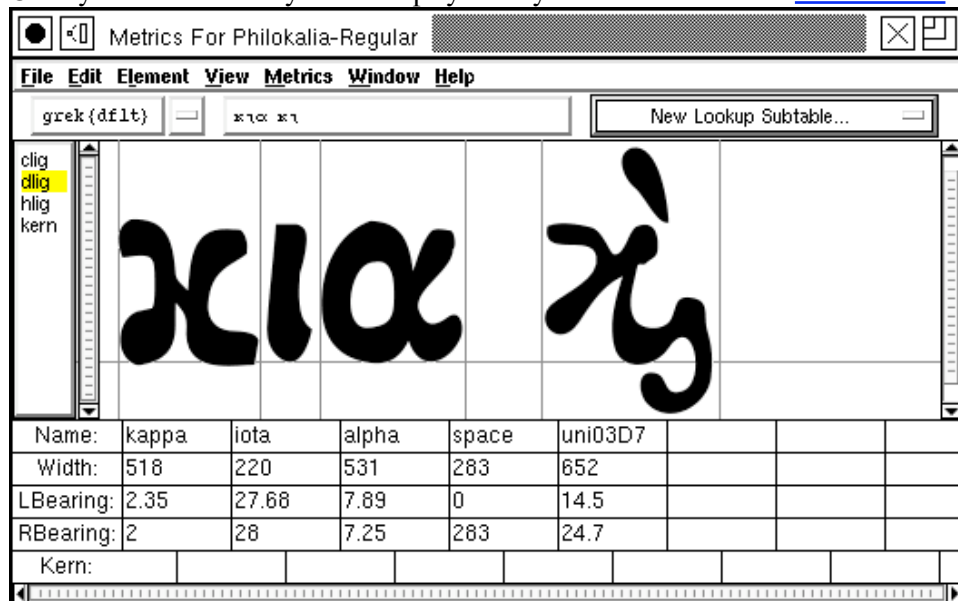 Metrics For Philokalia-Regular
File Edit Element View Metrics Window Help
grek{dflt} κια κι New Lookup Subtable...
clig
dlig
hlig
kern
κια ϗ
Name: kappa iota alpha space uni03D7
Width: 518 220 531 283 652
LBearing: 2.35 27.68 7.89 0 14.5
RBearing: 2 28 7.25 283 24.7
Kern: